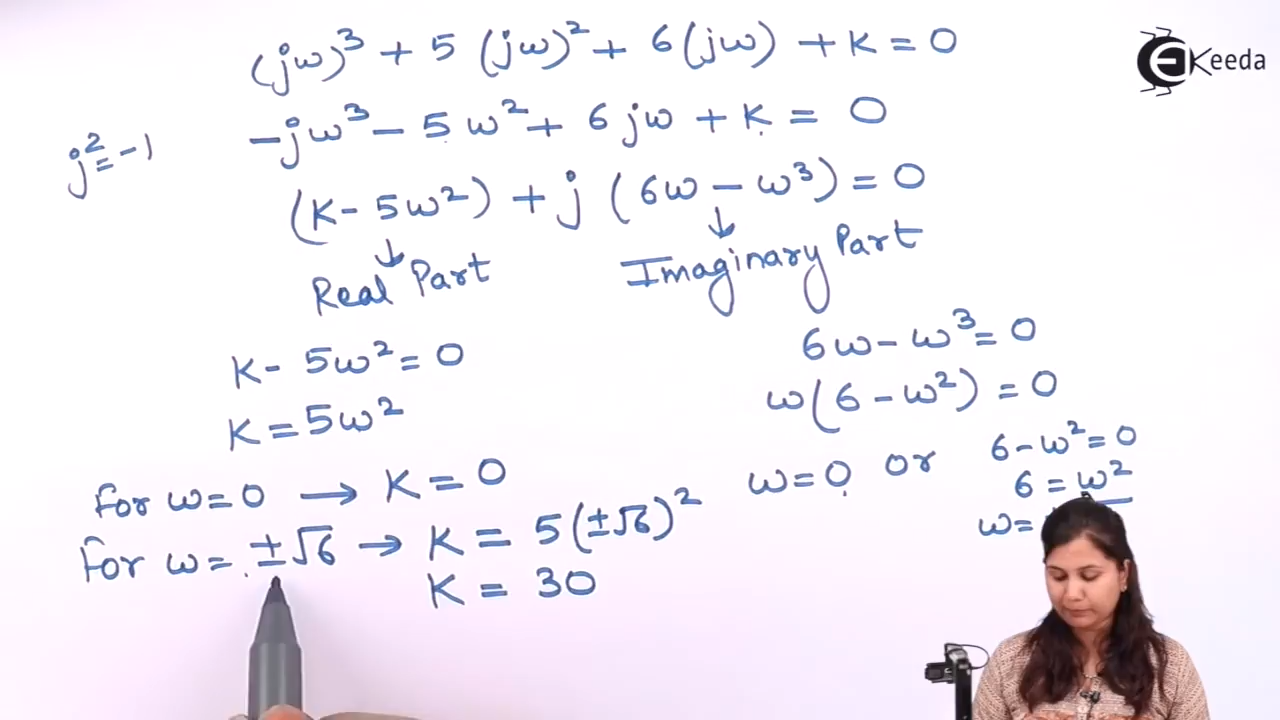 (jω)³ + 5 (jω)² + 6(jω) + K = 0
EKeeda
j² = -1
-jω³ - 5ω² + 6jω + K = 0
(K - 5ω²) + j (6ω - ω³) = 0
↓ ↓
Real Part Imaginary Part
K - 5ω² = 0
6ω - ω³ = 0
K = 5ω²
ω(6 - ω²) = 0
for ω = 0 → K = 0
ω = 0 or 6 - ω² = 0
6 = ω²
ω =
for ω = ±√6 → K = 5(±√6)²
K = 30